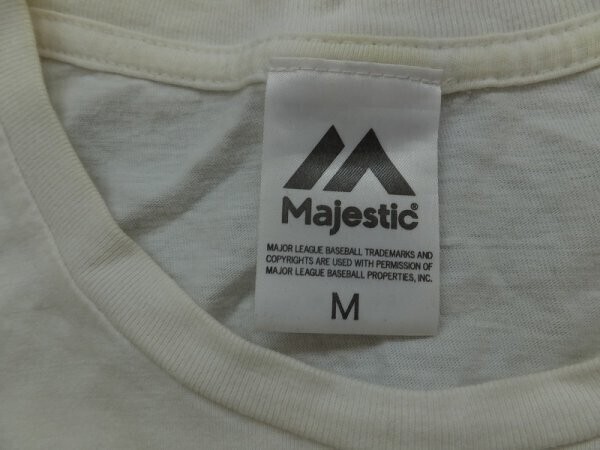 Majestic®
MAJOR LEAGUE BASEBALL TRADEMARKS AND
COPYRIGHTS ARE USED WITH PERMISSION OF
MAJOR LEAGUE BASEBALL PROPERTIES, INC.
M